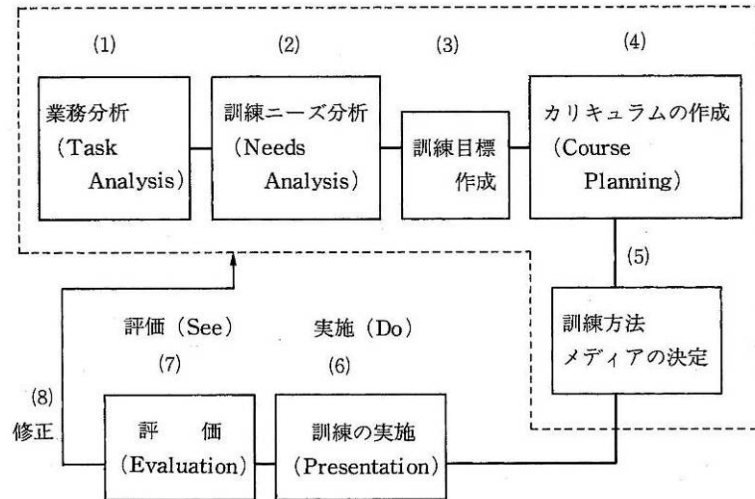 (1)
業務分析
(Task
Analysis)
(2)
訓練ニーズ分析
(Needs
Analysis)
(3)
訓練目標
作成
(4)
カリキュラムの作成
(Course
Planning)
(5)
訓練方法
メディアの決定
実施(Do)
(6)
訓練の実施
(Presentation)
評価(See)
(7)
評 価
(Evaluation)
(8)
修正